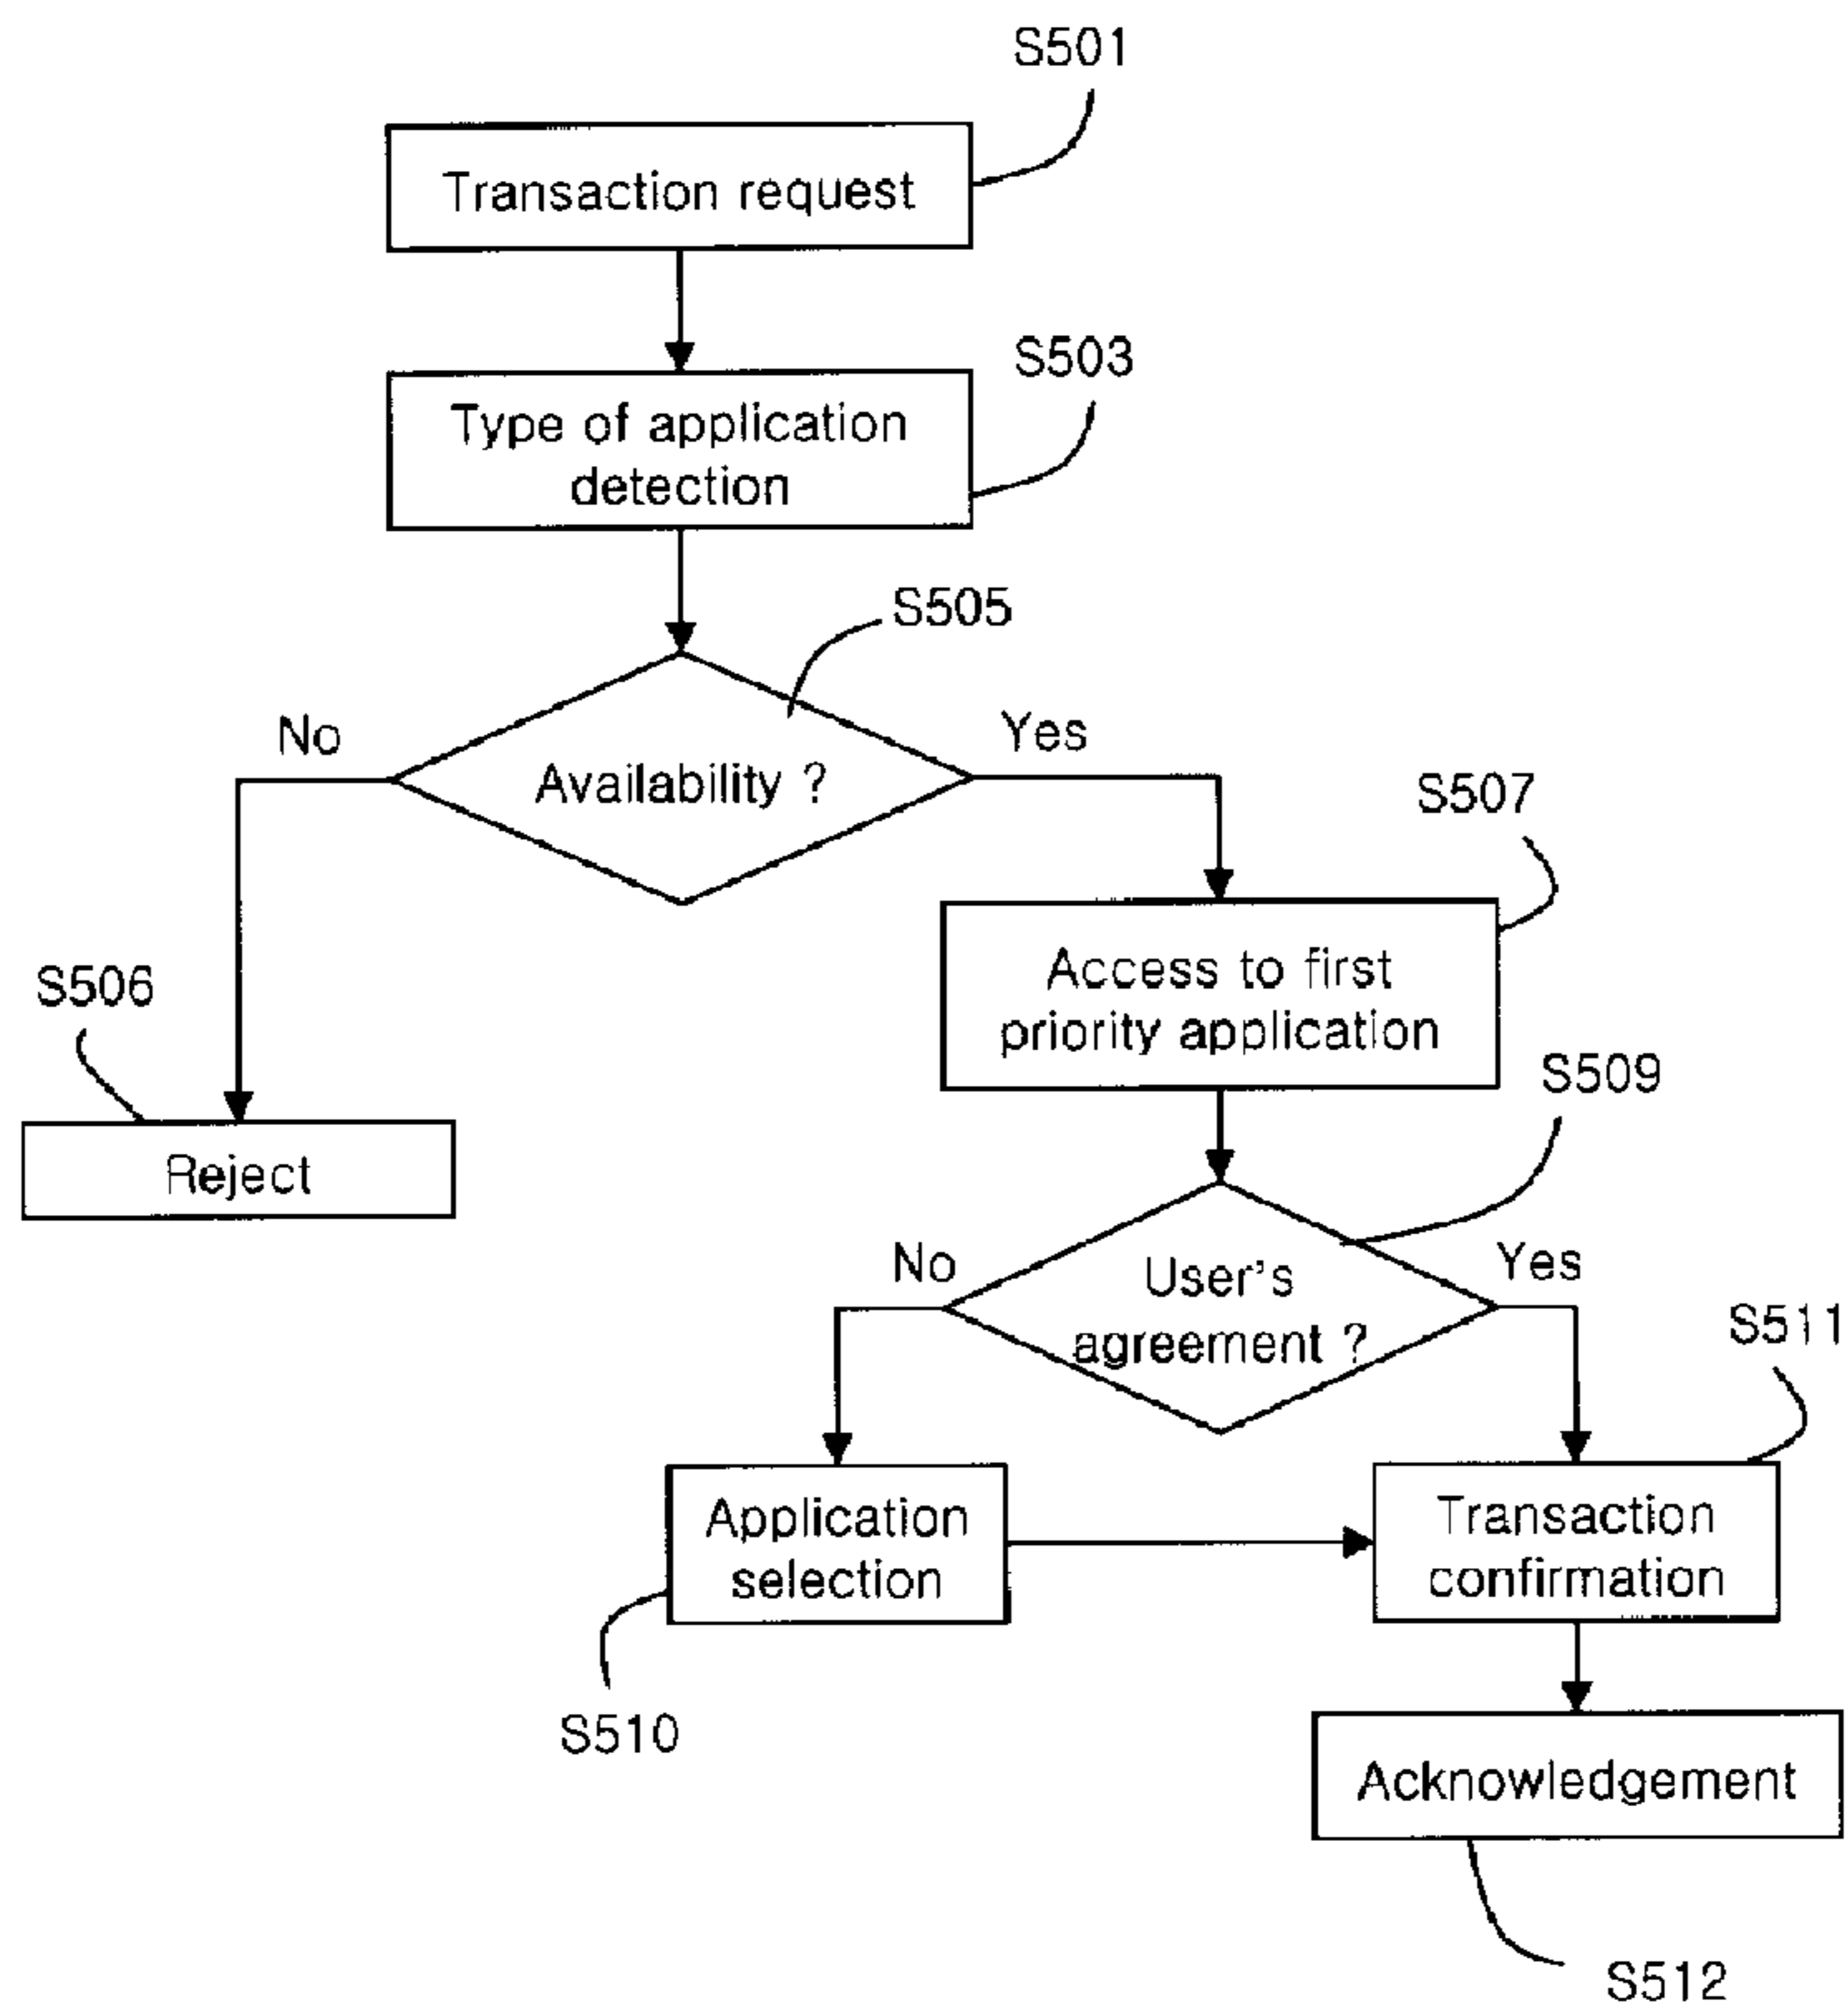 S501
Transaction request
S503
Type of application
detection
S505
No
Yes
Availability ?
S507
Access to first
priority application
S506
S509
Reject
No
Yes
User's
agreement ?
S511
Application
selection
Transaction
confirmation
S510
Acknowledgement
S512